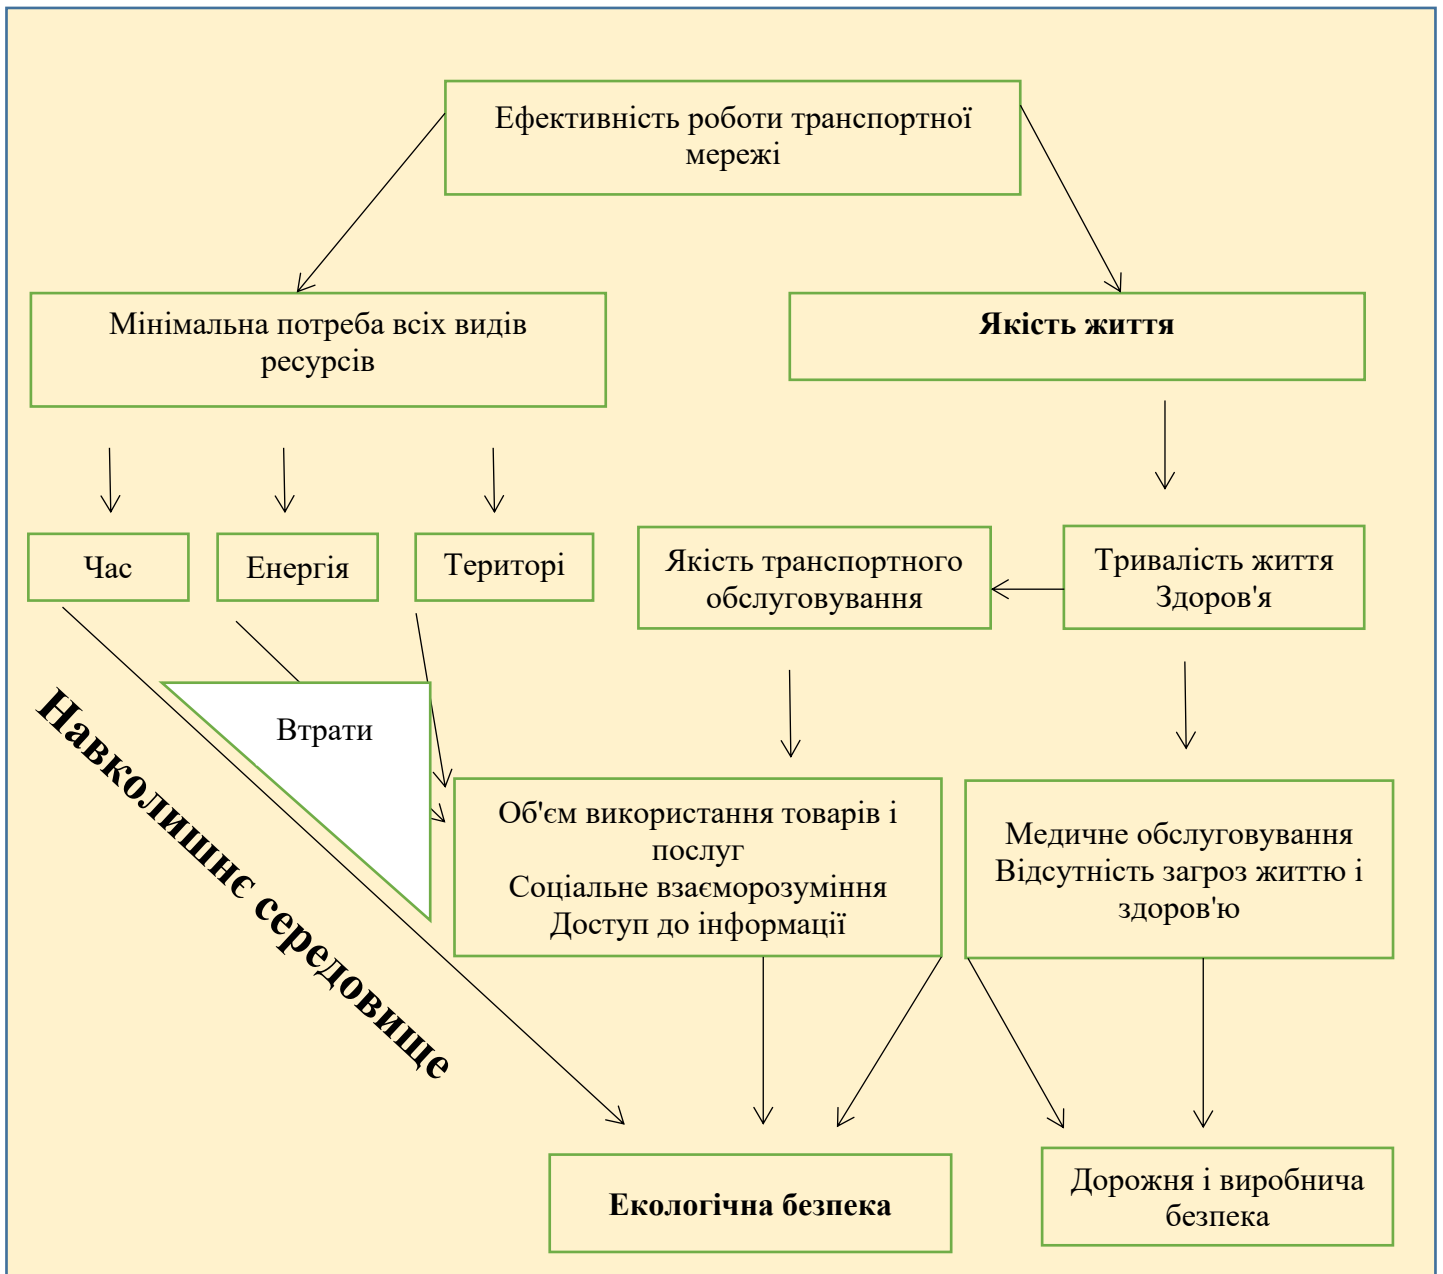 Ефективність роботи транспортної
мережі
Мінімальна потреба всіх видів
ресурсів
Якість життя
Час
Енергія
Територі
Якість транспортного
обслуговування
Тривалість життя
Здоров'я
Втрати
Навколишнє середовище
Об'єм використання товарів і
послуг
Соціальне взаєморозуміння
Доступ до інформації
Медичне обслуговування
Відсутність загроз життю і
здоров'ю
Екологічна безпека
Дорожня і виробнича
безпека